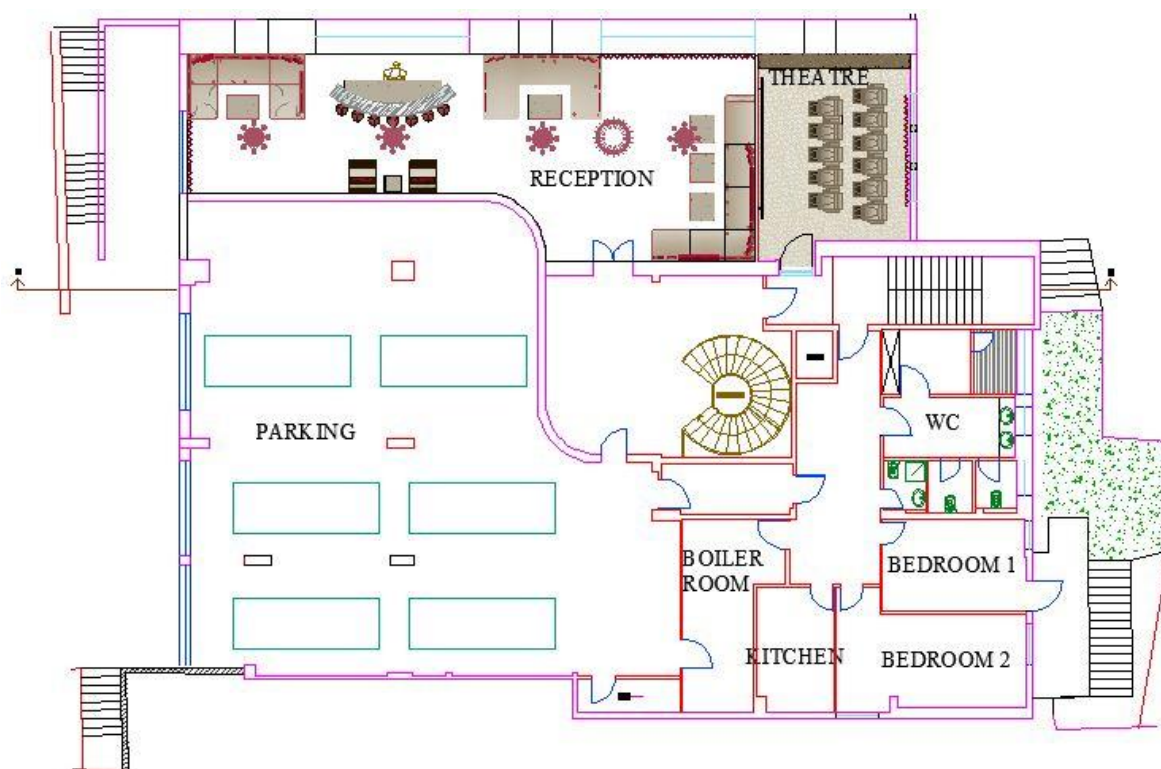 THEATRE
RECEPTION
PARKING
WC
BOILER
ROOM
BEDROOM 1
KITCHEN
BEDROOM 2